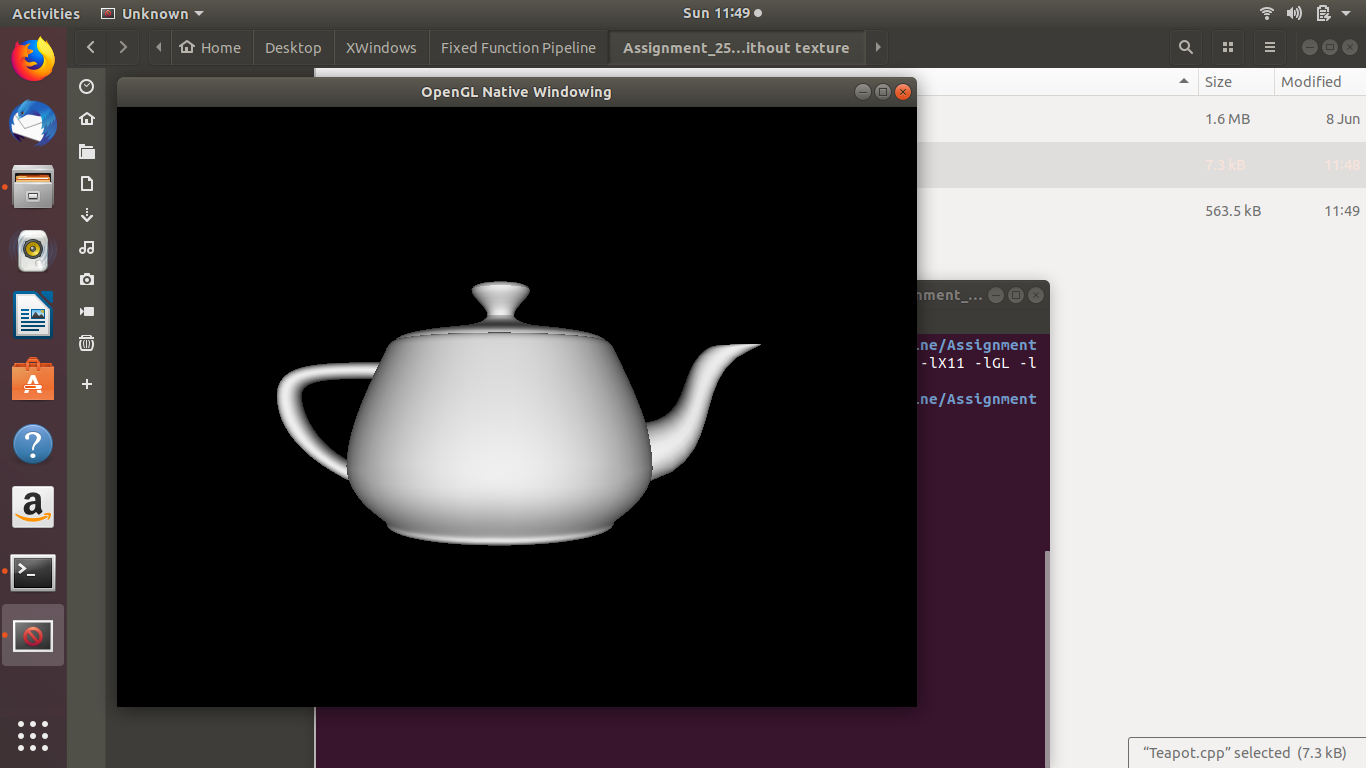 Activities Unknown Sun 11:49
Home Desktop XWindows Fixed Function Pipeline Assignment_25…ithout texture
Size Modified
OpenGL Native Windowing
1.6 MB 8 Jun
7.3 kB 11:48
563.5 kB 11:49
nment_…
ne/Assignment
-lX11 -lGL -l
ne/Assignment
“Teapot.cpp” selected (7.3 kB)